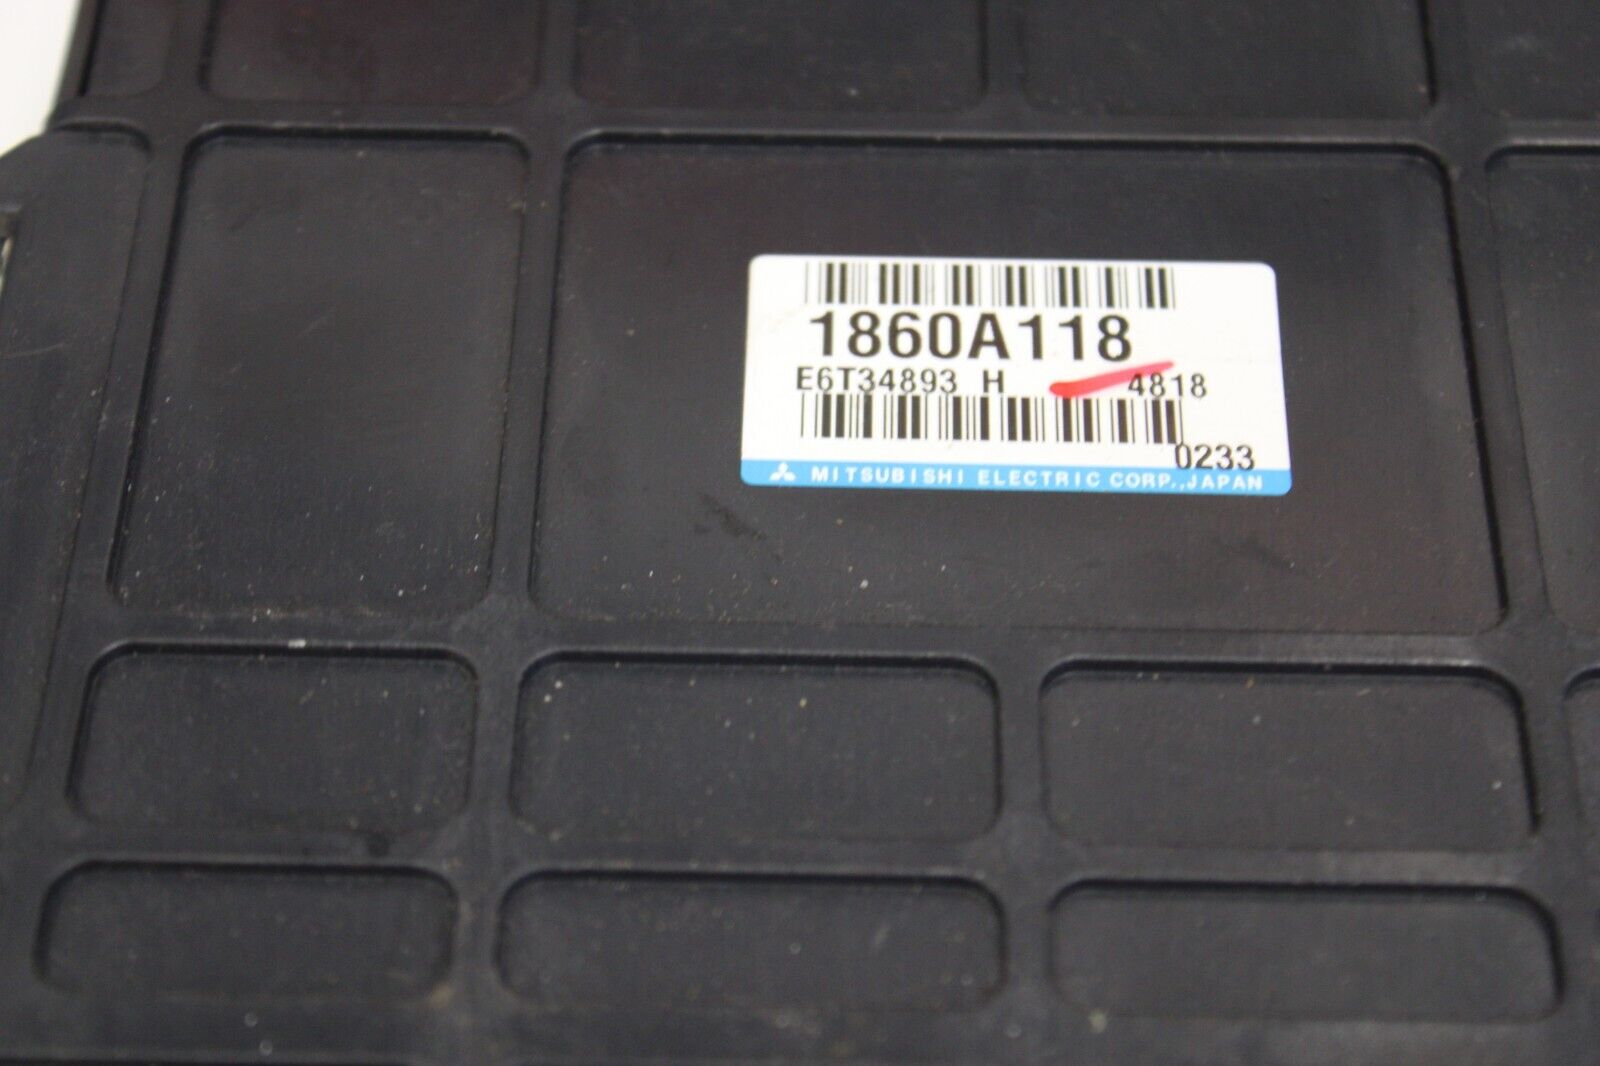 1860A118
E6T34893 H 4818
0233
MITSUBISHI ELECTRIC CORP.,JAPAN